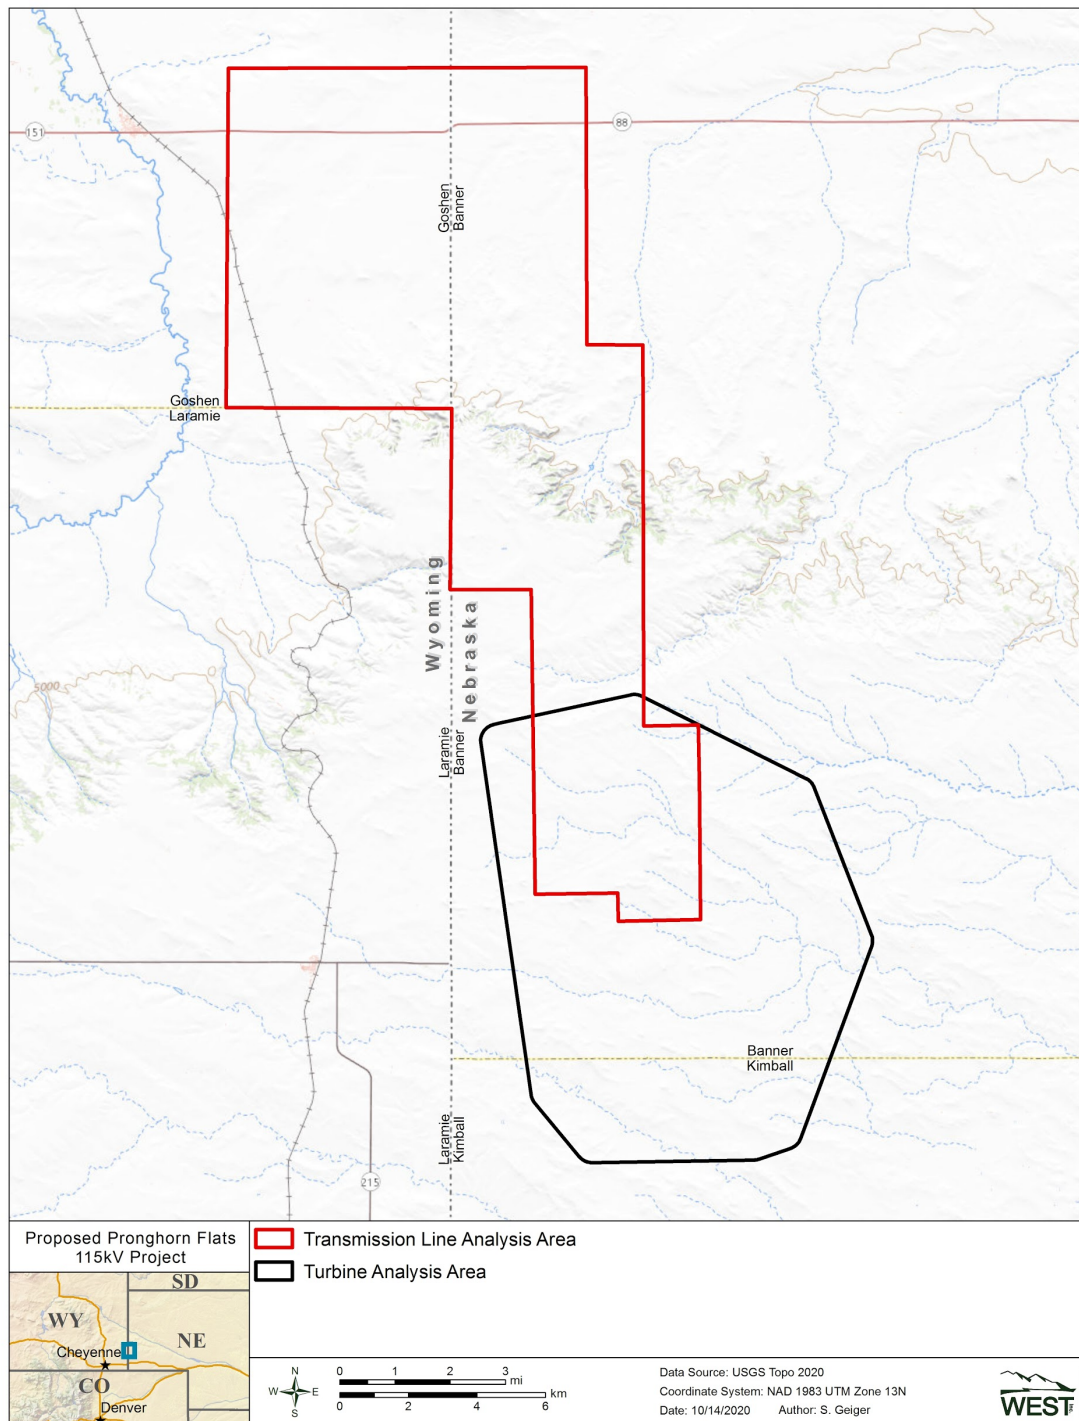 151
88
Goshen
Banner
Goshen
Laramie
Wyoming
Nebraska
5000
Laramie
Banner
Banner
Kimball
Laramie
Kimball
215
Proposed Pronghorn Flats
115kV Project
SD
WY
NE
Cheyenne
CO
Denver
Transmission Line Analysis Area
Turbine Analysis Area
N
W E
S
0 1 2 3
mi
km
0 2 4 6
Data Source: USGS Topo 2020
Coordinate System: NAD 1983 UTM Zone 13N
Date: 10/14/2020 Author: S. Geiger
WEST Inc.